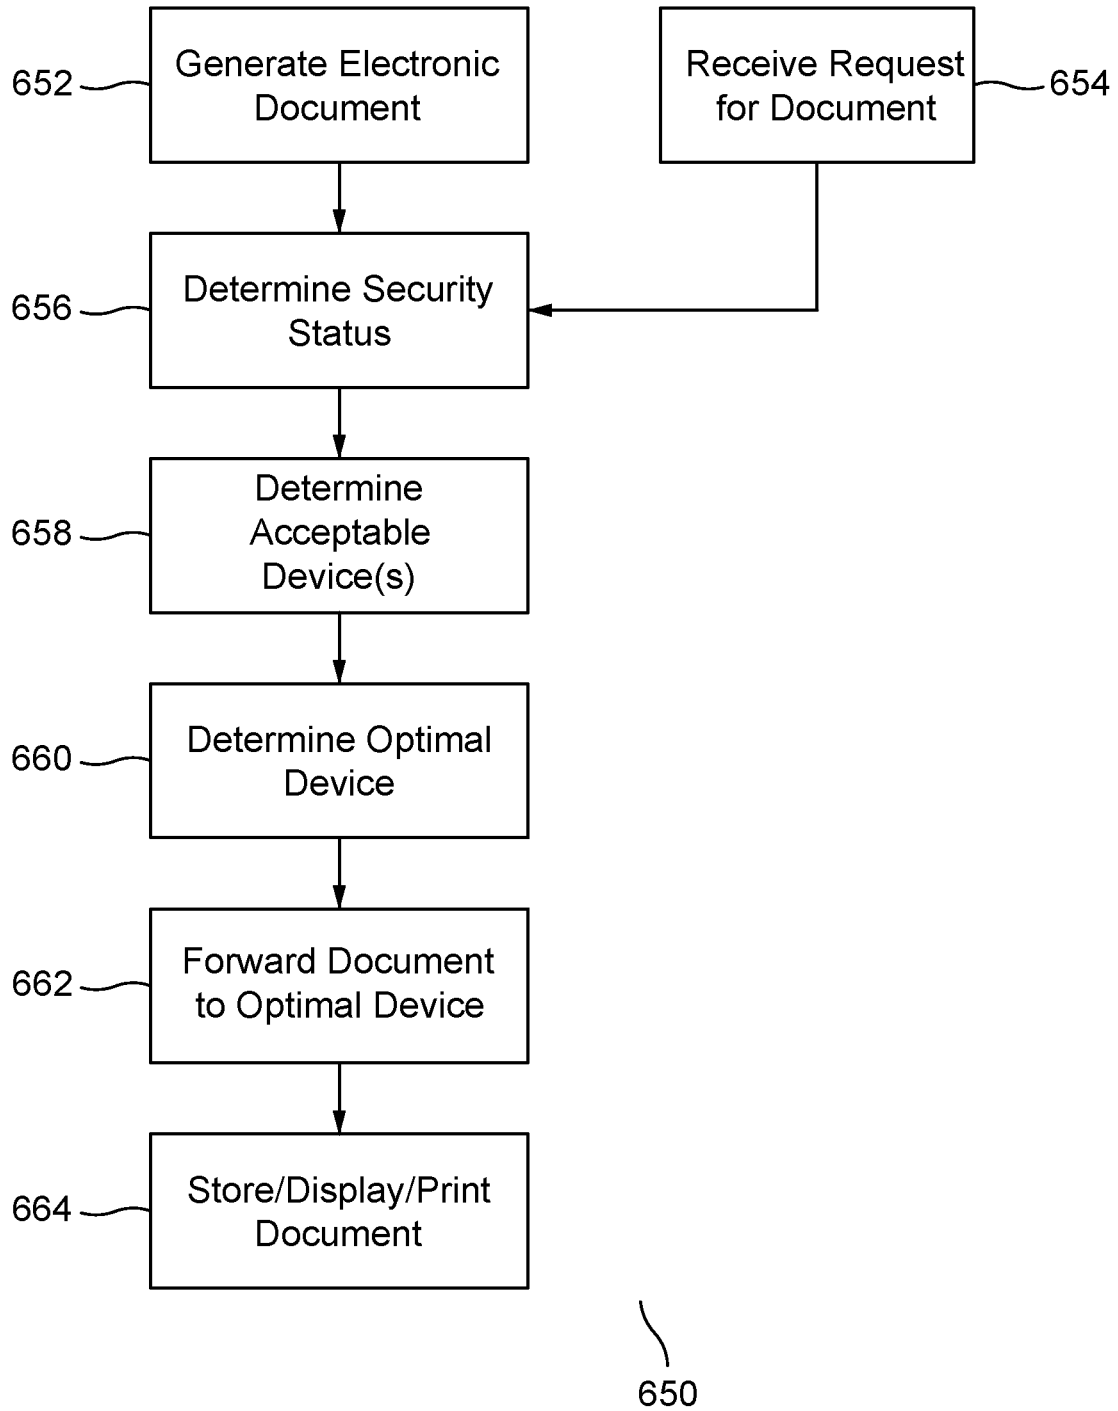 652
Generate Electronic
Document
Receive Request
for Document
654
656
Determine Security
Status
658
Determine
Acceptable
Device(s)
660
Determine Optimal
Device
662
Forward Document
to Optimal Device
664
Store/Display/Print
Document
650